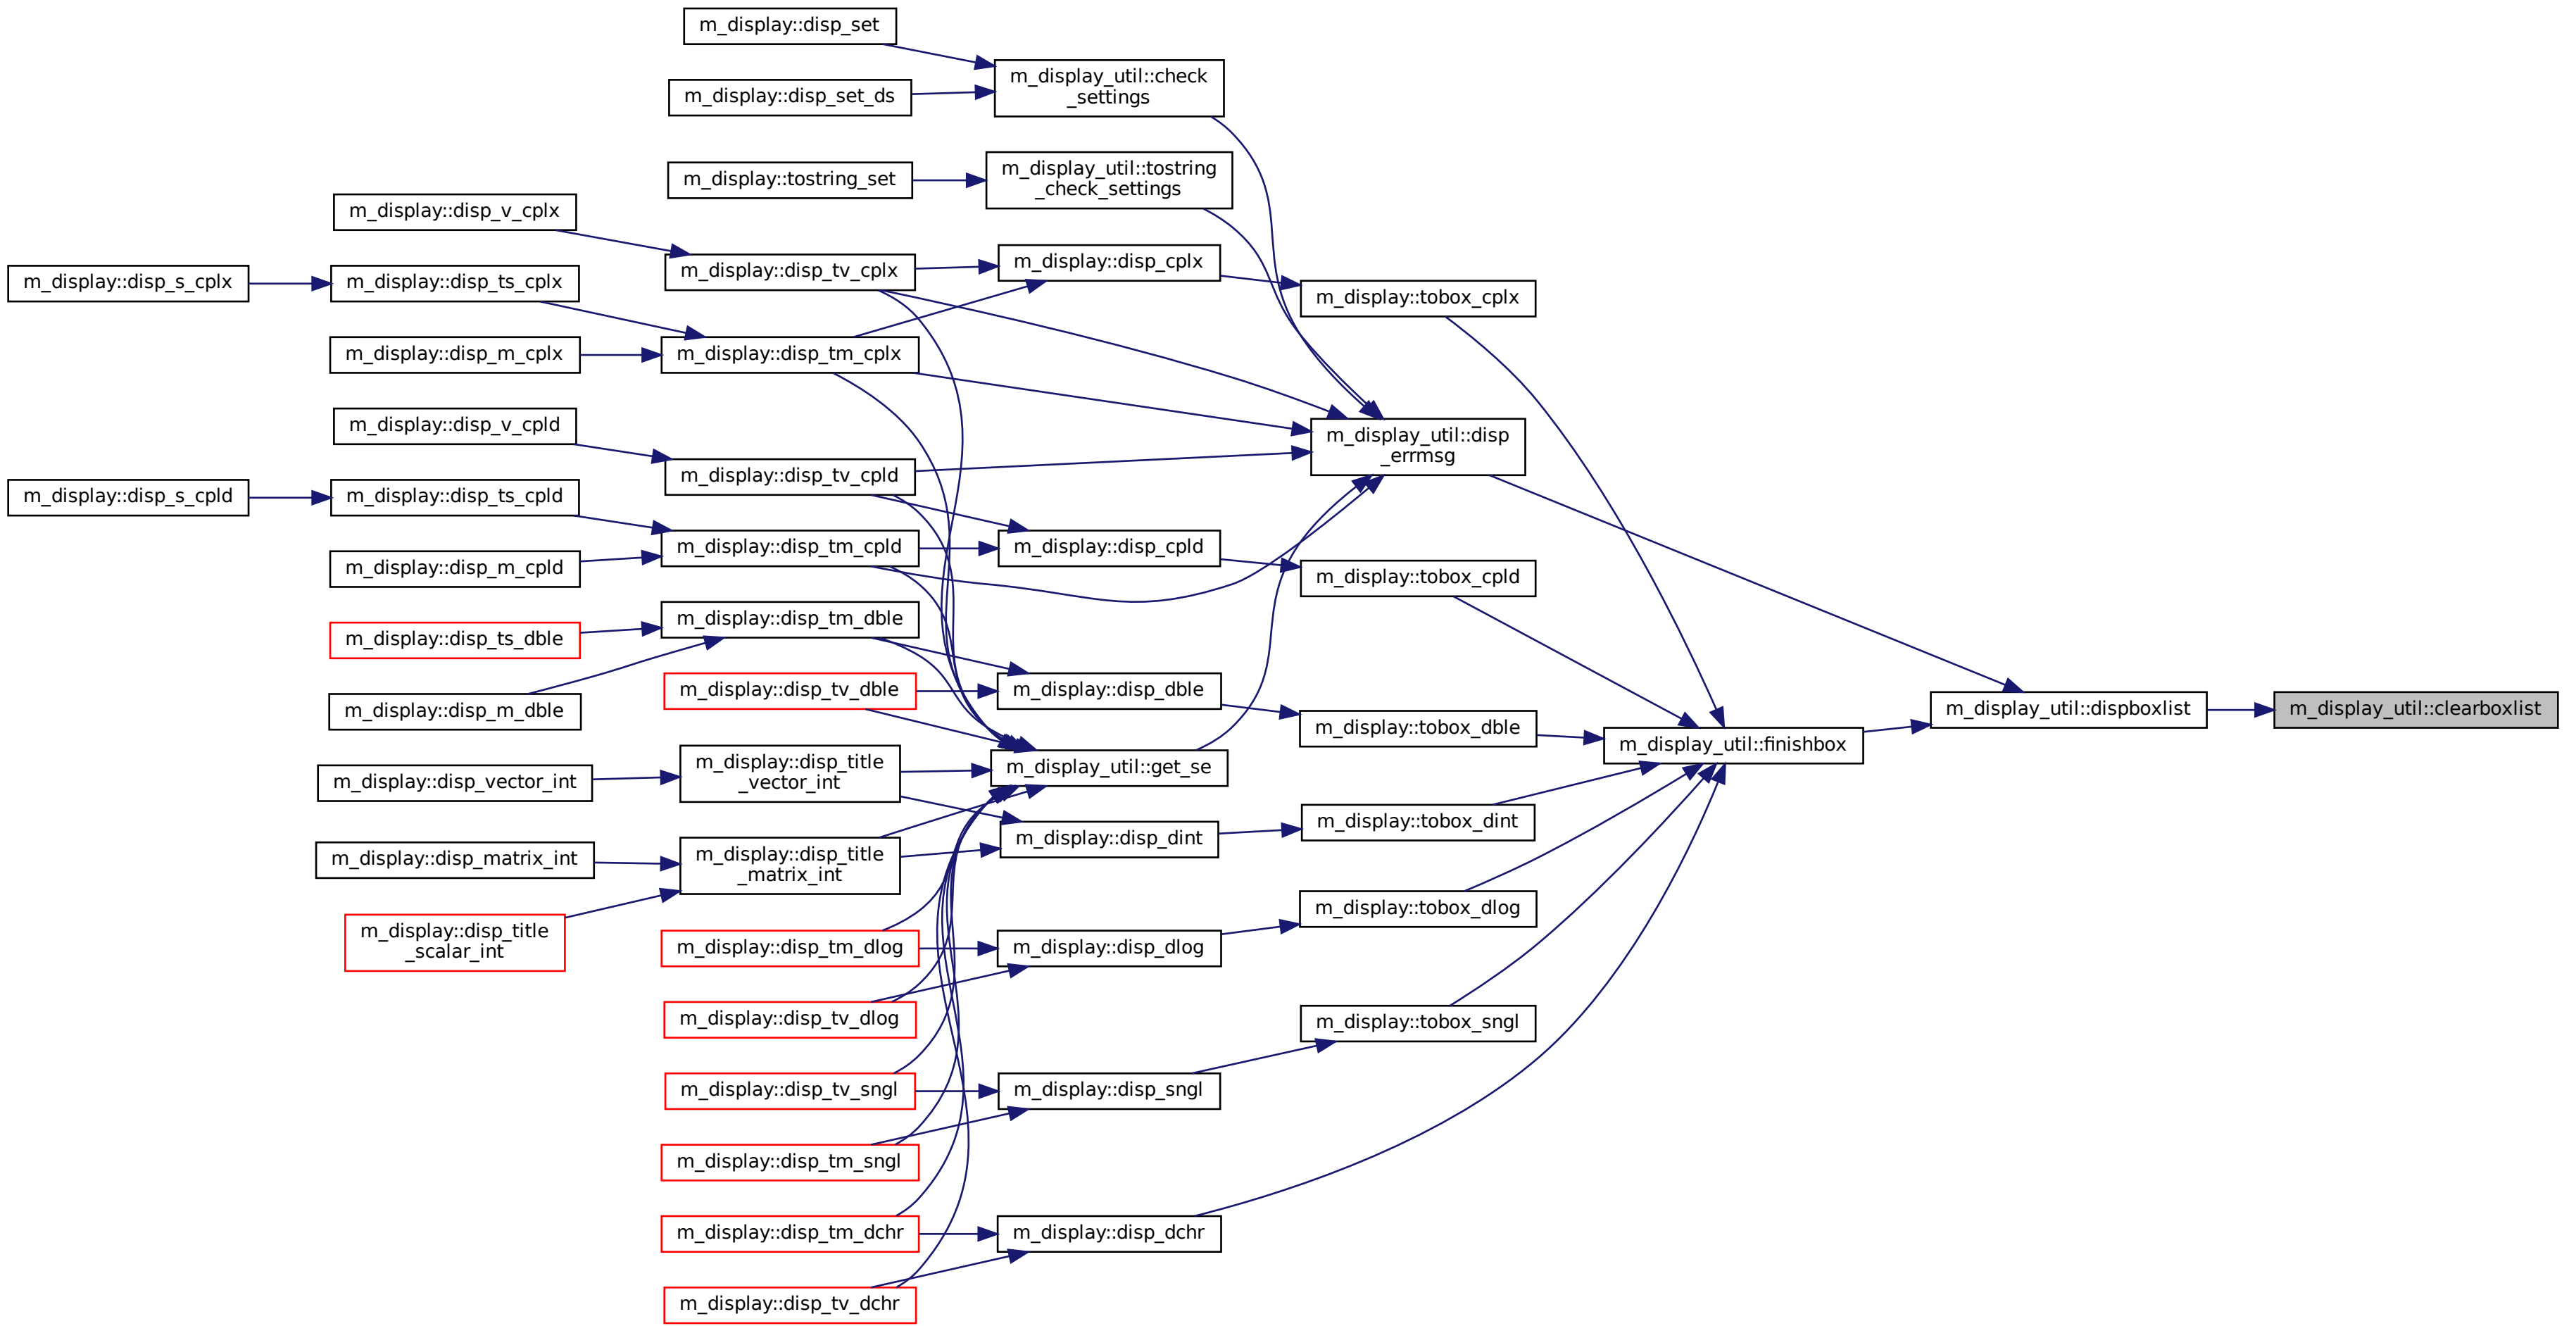 m_display::disp_set
m_display_util::check
_settings
m_display::disp_set_ds
m_display::tostring_set
m_display_util::tostring
_check_settings
m_display::disp_v_cplx
m_display::disp_s_cplx
m_display::disp_ts_cplx
m_display::disp_tv_cplx
m_display::disp_cplx
m_display::tobox_cplx
m_display::disp_m_cplx
m_display::disp_tm_cplx
m_display::disp_v_cpld
m_display::disp_tv_cpld
m_display_util::disp
_errmsg
m_display::disp_s_cpld
m_display::disp_ts_cpld
m_display::disp_tm_cpld
m_display::disp_cpld
m_display::tobox_cpld
m_display::disp_m_cpld
m_display::disp_tm_dble
m_display::disp_ts_dble
m_display::disp_tv_dble
m_display::disp_dble
m_display::disp_m_dble
m_display::tobox_dble
m_display_util::finishbox
m_display_util::dispboxlist
m_display_util::clearboxlist
m_display::disp_vector_int
m_display::disp_title
_vector_int
m_display_util::get_se
m_display::disp_matrix_int
m_display::disp_title
_matrix_int
m_display::disp_dint
m_display::tobox_dint
m_display::disp_title
_scalar_int
m_display::disp_tm_dlog
m_display::disp_dlog
m_display::tobox_dlog
m_display::disp_tv_dlog
m_display::tobox_sngl
m_display::disp_tv_sngl
m_display::disp_sngl
m_display::disp_tm_sngl
m_display::disp_tm_dchr
m_display::disp_dchr
m_display::disp_tv_dchr